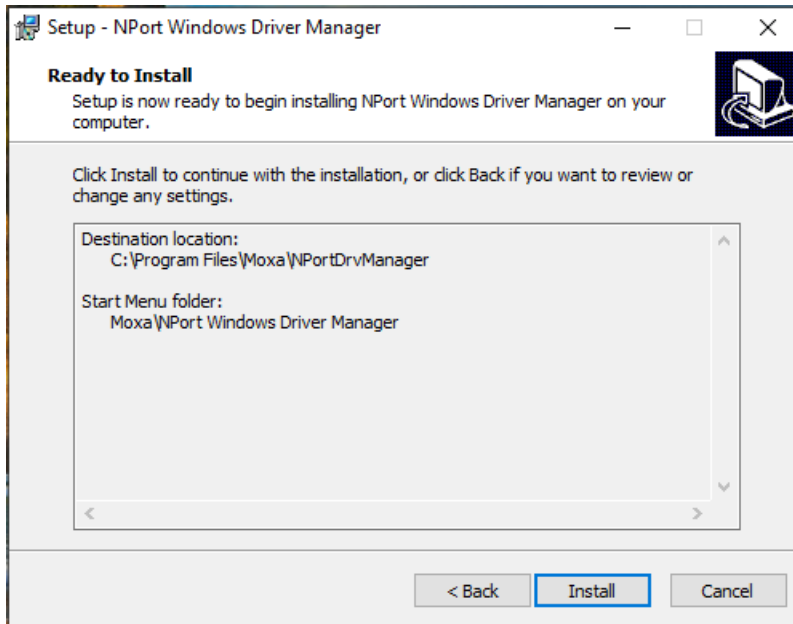 Setup - NPort Windows Driver Manager
Ready to Install
Setup is now ready to begin installing NPort Windows Driver Manager on your
computer.
Click Install to continue with the installation, or click Back if you want to review or
change any settings.
Destination location:
C:\Program Files\Moxa\NPortDrvManager
Start Menu folder:
Moxa\NPort Windows Driver Manager
< Back Install Cancel